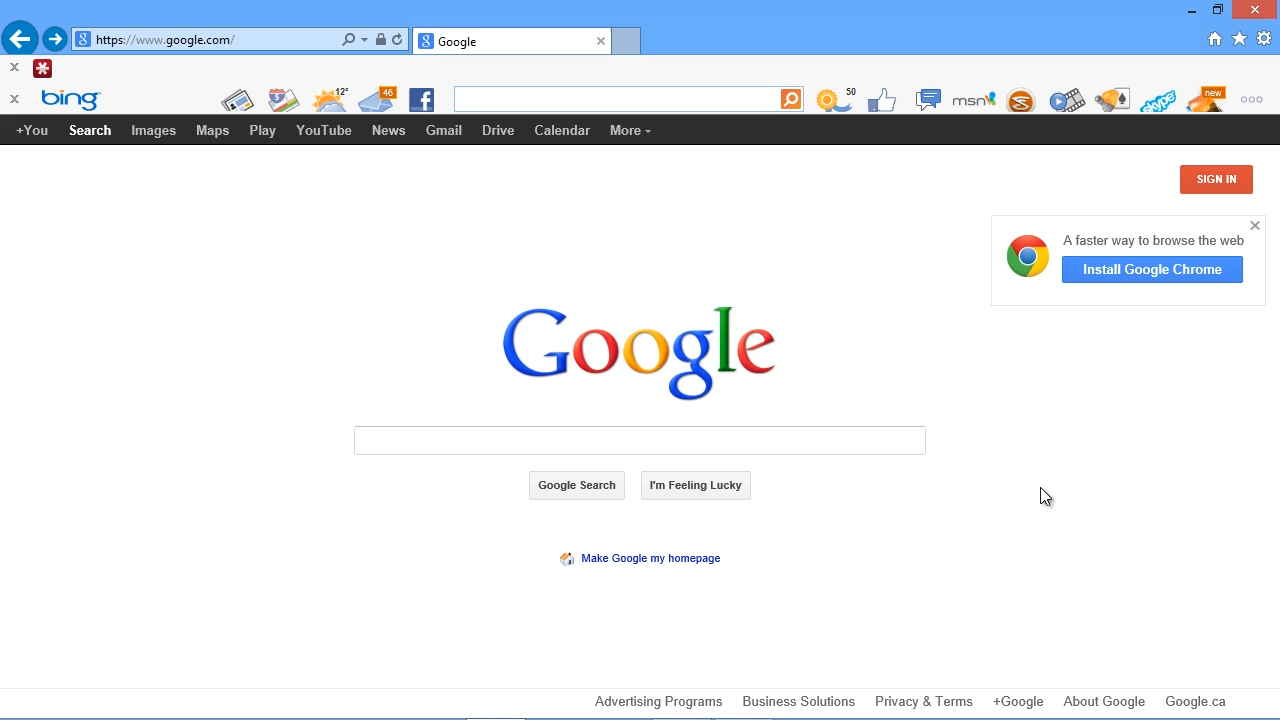 https://www.google.com/
Google
bing
12°
46
50
msn
skype
new
+You Search Images Maps Play YouTube News Gmail Drive Calendar More
SIGN IN
A faster way to browse the web
Install Google Chrome
Google
Google Search I'm Feeling Lucky
Make Google my homepage
Advertising Programs Business Solutions Privacy & Terms +Google About Google Google.ca